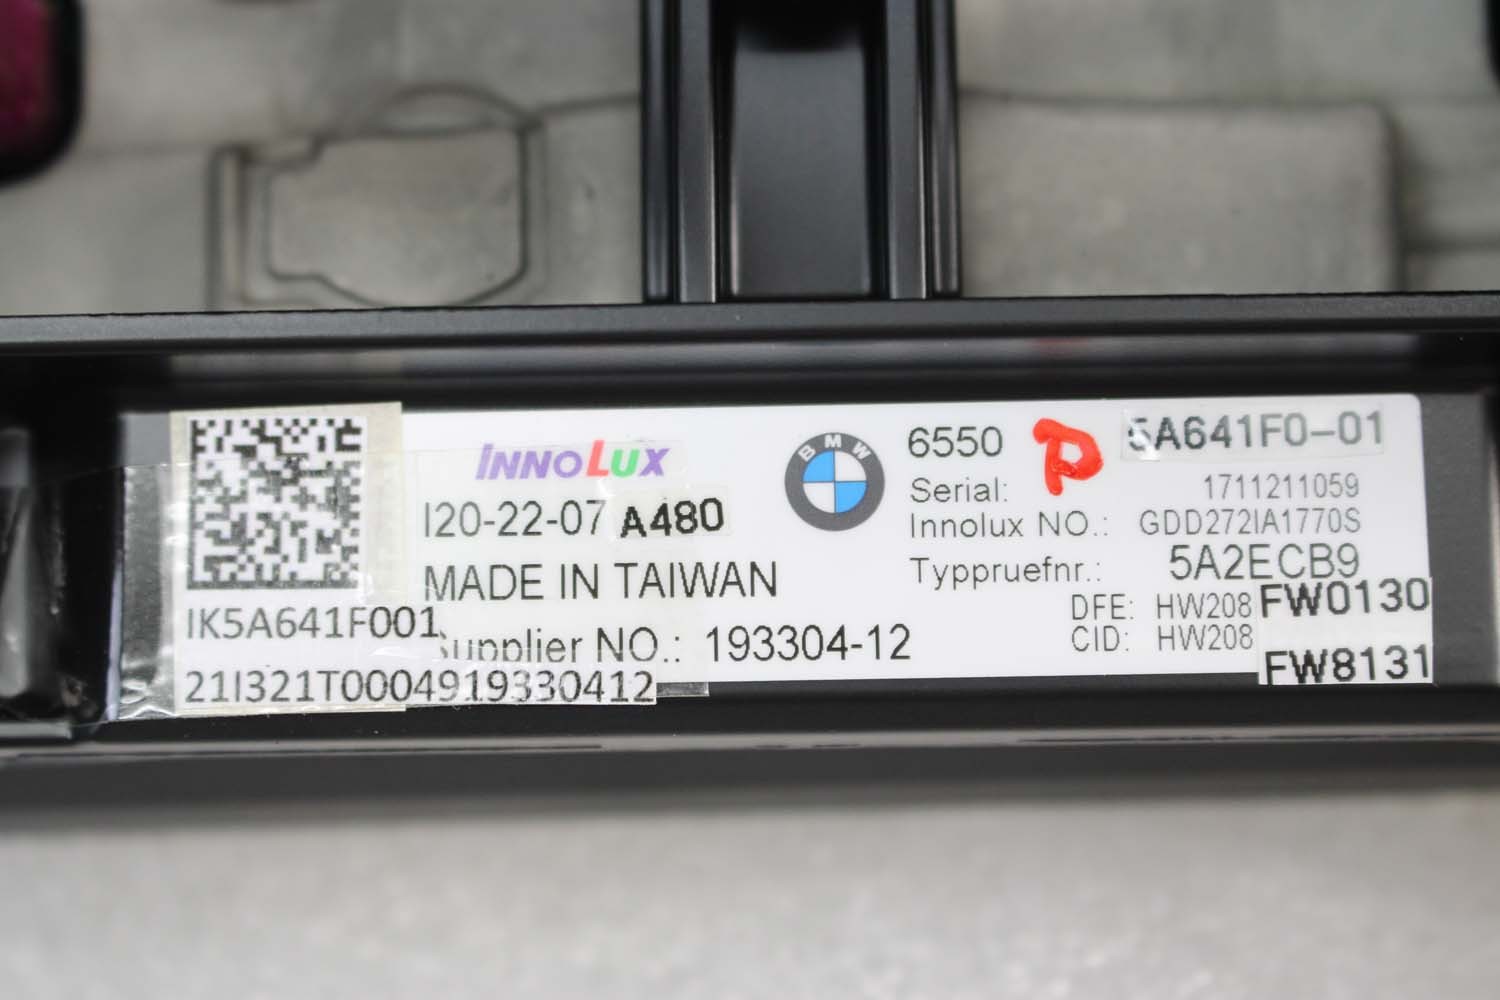 INNOLUX
I20-22-07 A480
MADE IN TAIWAN
Supplier NO.: 193304-12
IK5A641F001
21I321T0004919330412
BMW
6550 P 5A641F0-01
Serial: 1711211059
Innolux NO.: GDD272IA1770S
Typpruefnr.: 5A2ECB9
DFE: HW208 FW0130
CID: HW208 FW8131